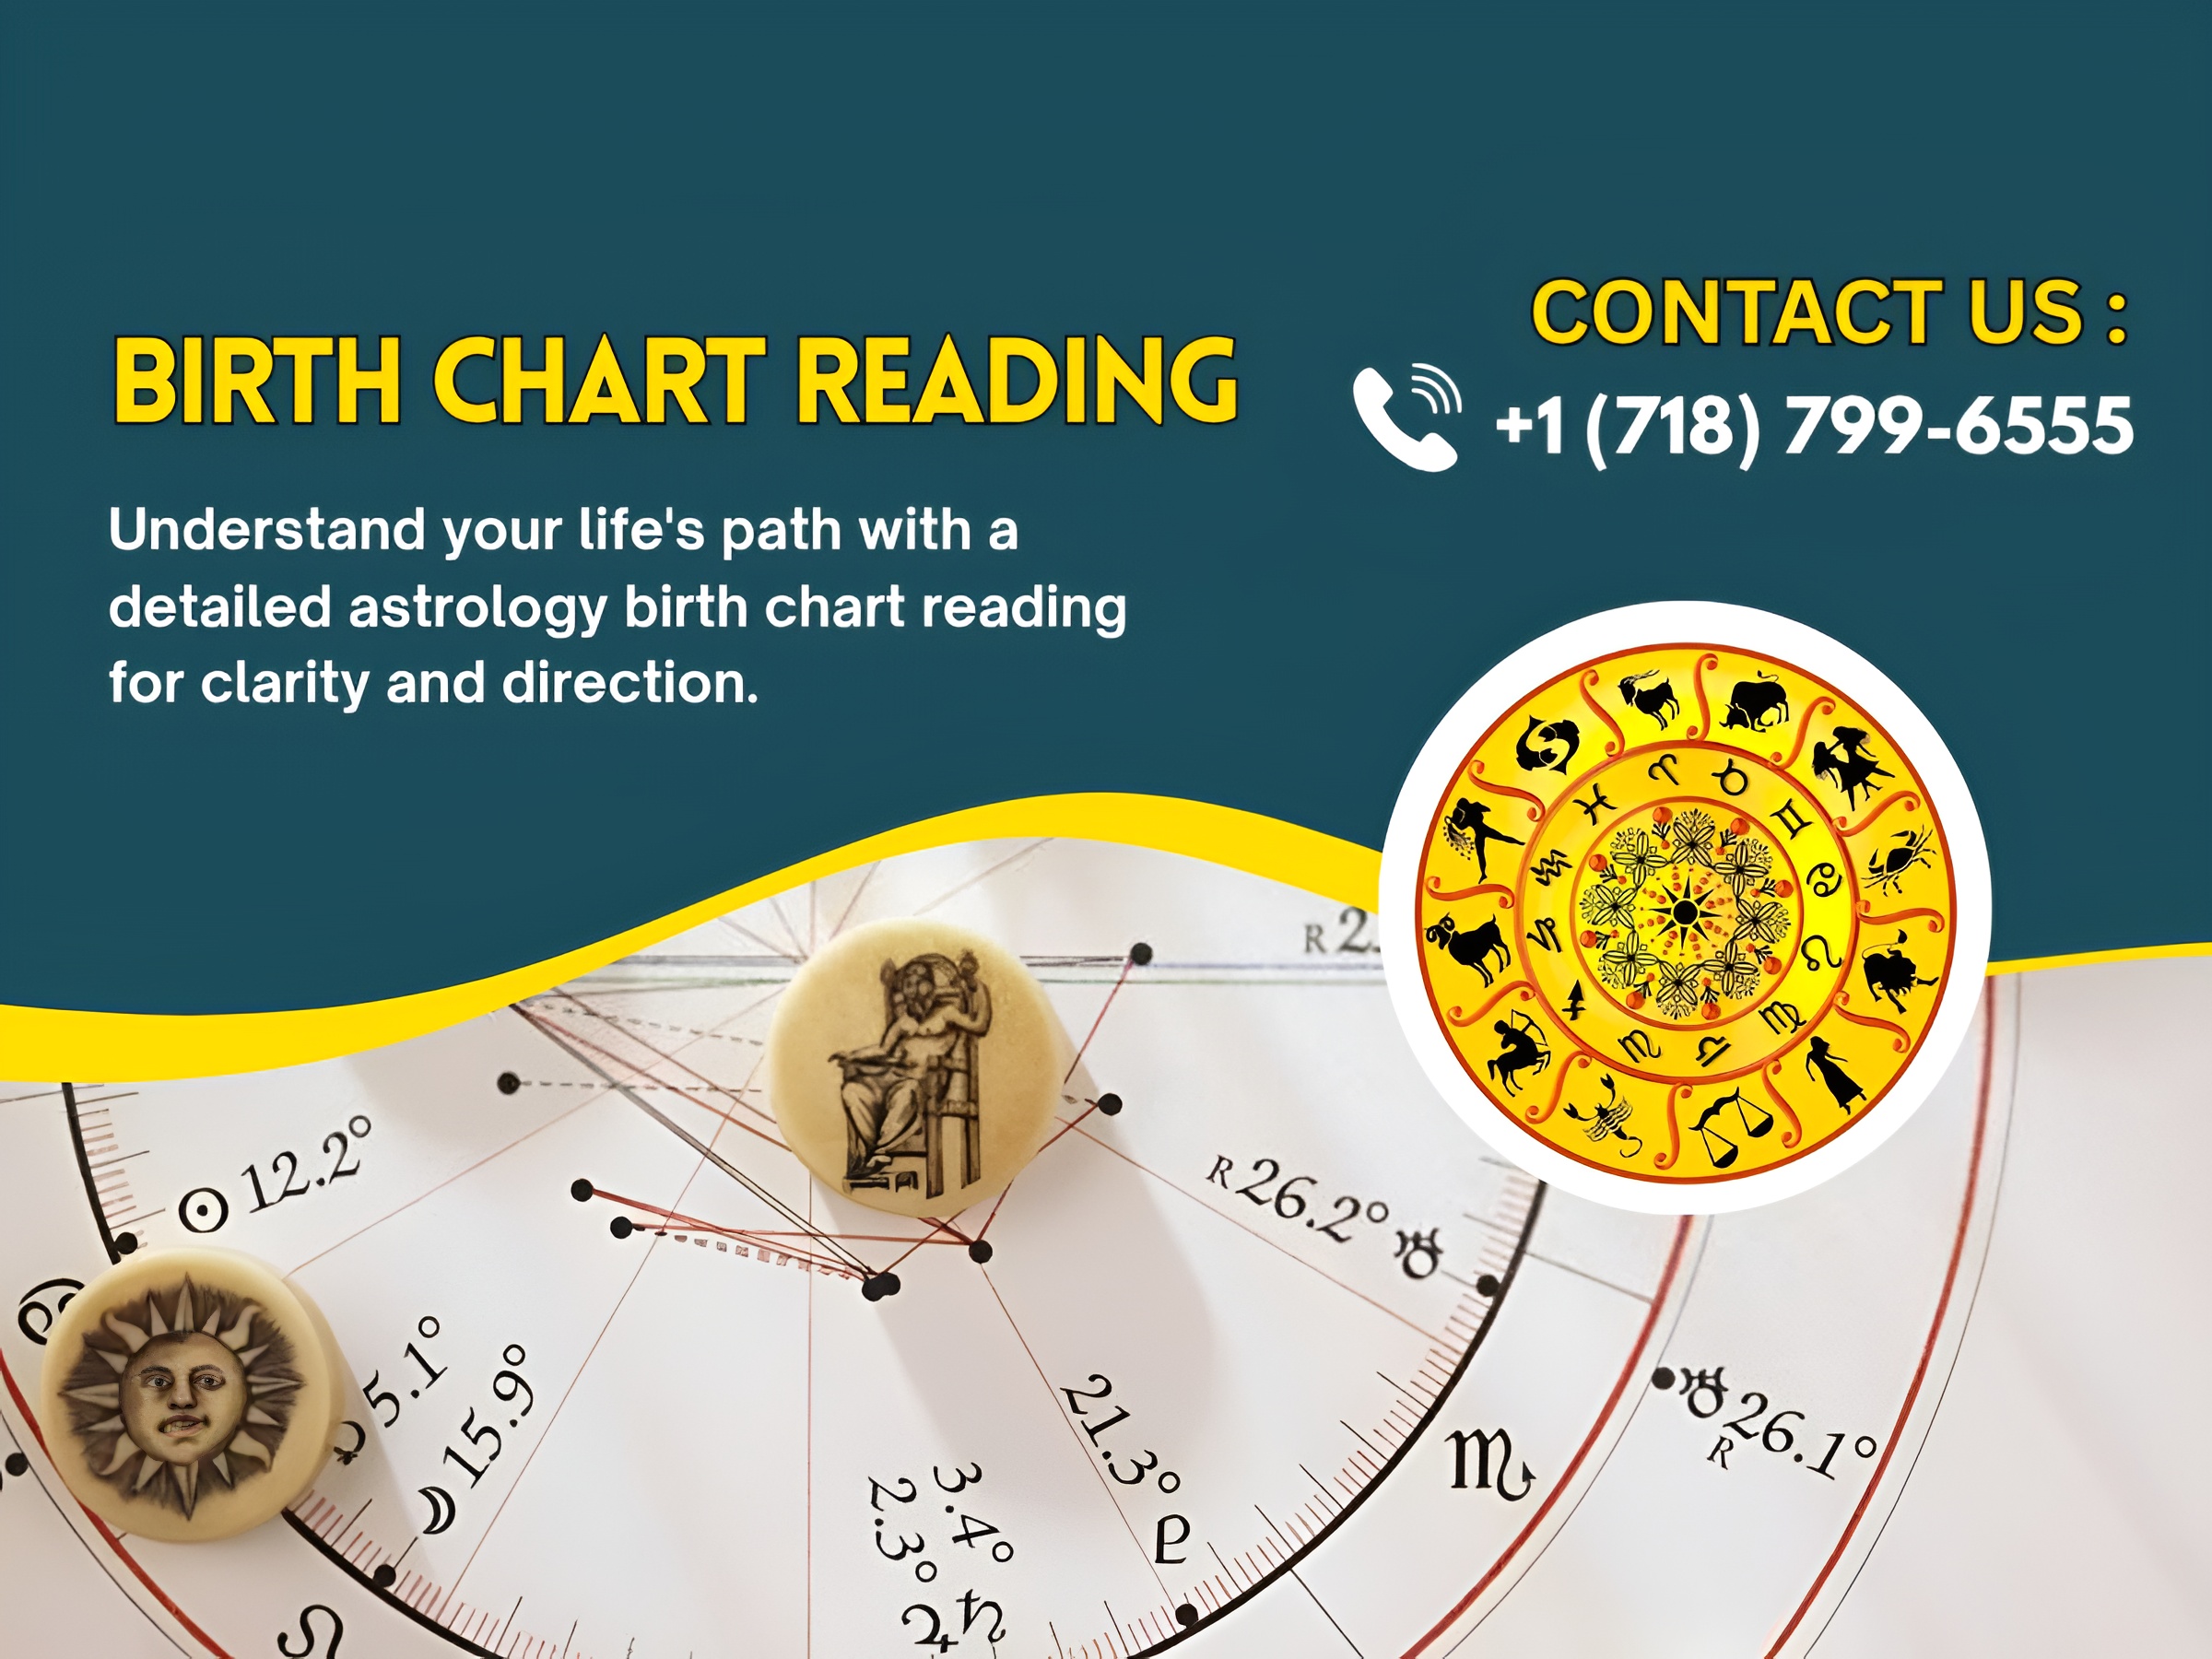 BIRTH CHART READING
Understand your life's path with a
detailed astrology birth chart reading
for clarity and direction.
CONTACT US :
+1 (718) 799-6555
R 2
☉ 12.2°
R 26.2° ⛢
5.1°
☽ 15.9°
21.3° ♇
3.4° ♃
2.3° ♄
♏
⛢ 26.1°
R
♌
♈ ♉ ♊ ♋ ♌ ♍ ♎ ♏ ♐ ♑ ♒ ♓